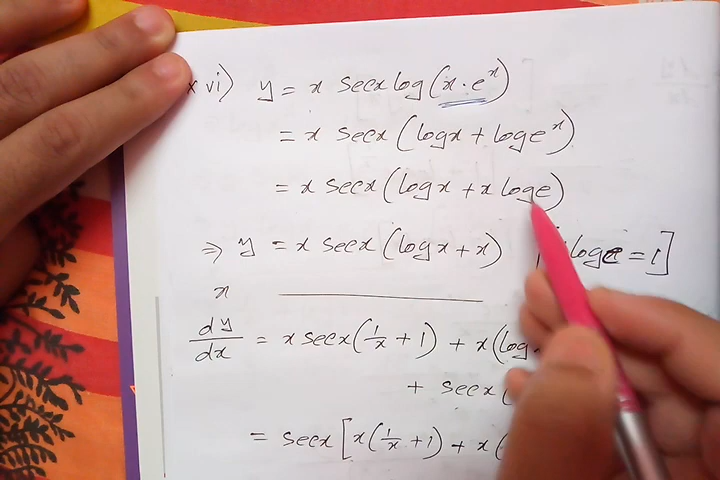 xvi) y = x secx log(x·e^x)
= x secx (logx + loge^x)
= x secx (logx + x loge)
⇒ y = x secx (logx + x) [∵ loge = 1]
x
dy/dx = x secx (1/x + 1) + x(log
+ secx (
= secx [x(1/x + 1) + x(